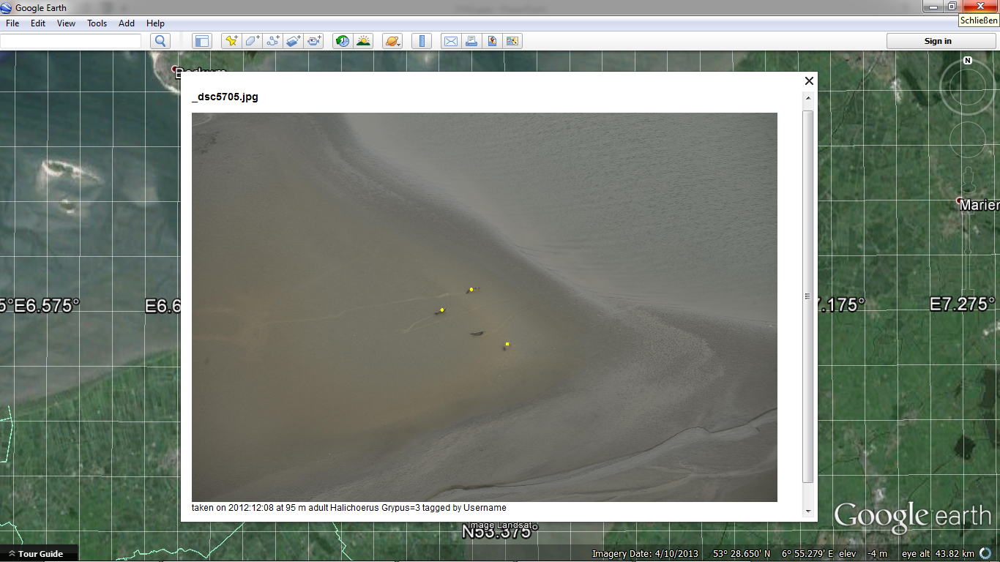 Google Earth
Schließen
File Edit View Tools Add Help
Sign in
N
Borkum
_dsc5705.jpg
Marien
5°E6.575°
E6.6
7.175°
E7.275°
taken on 2012:12:08 at 95 m adult Halichoerus Grypus=3 tagged by Username
Google earth
Image Landsat
N53.375°
Tour Guide
Imagery Date: 4/10/2013 53° 28.650' N 6° 55.279' E elev -4 m eye alt 43.82 km